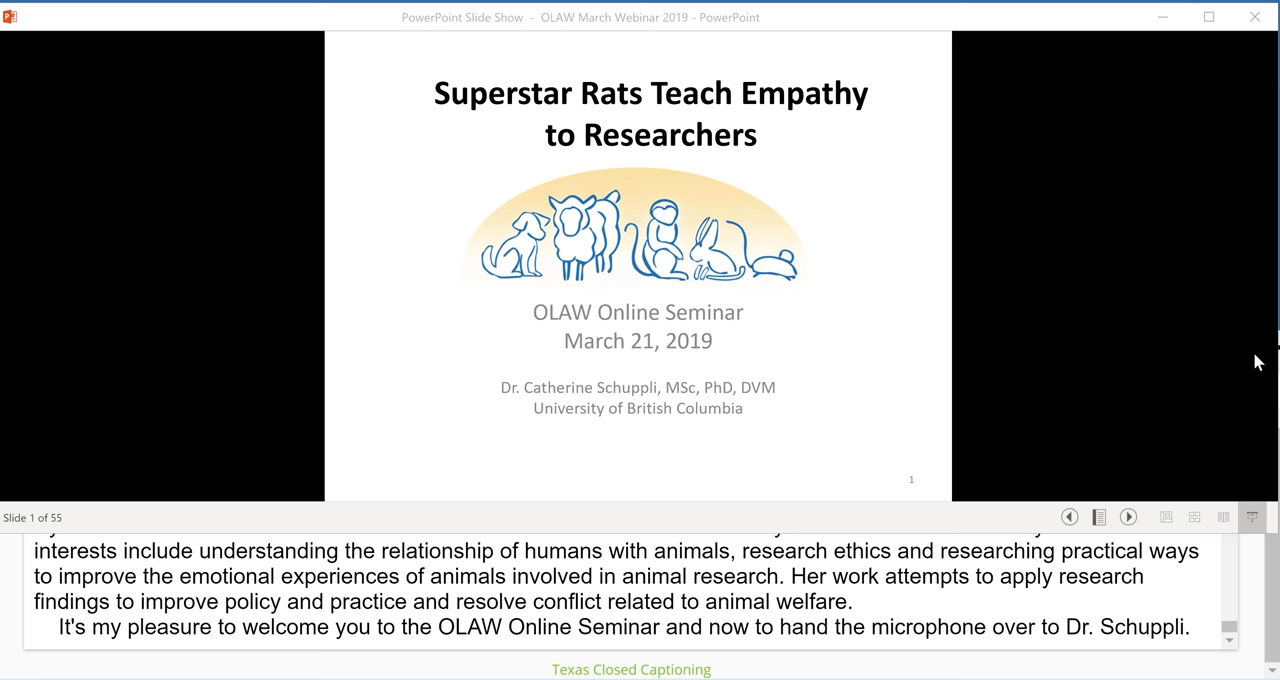 PowerPoint Slide Show - OLAW March Webinar 2019 - PowerPoint
Superstar Rats Teach Empathy
to Researchers
OLAW Online Seminar
March 21, 2019
Dr. Catherine Schuppli, MSc, PhD, DVM
University of British Columbia
1
Slide 1 of 55
interests include understanding the relationship of humans with animals, research ethics and researching practical ways
to improve the emotional experiences of animals involved in animal research. Her work attempts to apply research
findings to improve policy and practice and resolve conflict related to animal welfare.
It's my pleasure to welcome you to the OLAW Online Seminar and now to hand the microphone over to Dr. Schuppli.
Texas Closed Captioning